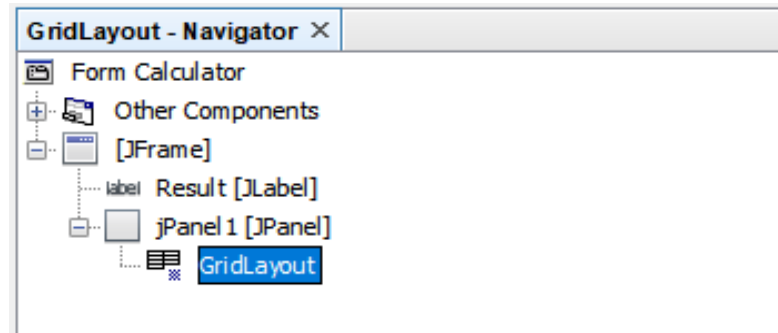 GridLayout - Navigator ×
Form Calculator
Other Components
[JFrame]
label Result [JLabel]
jPanel1 [JPanel]
GridLayout